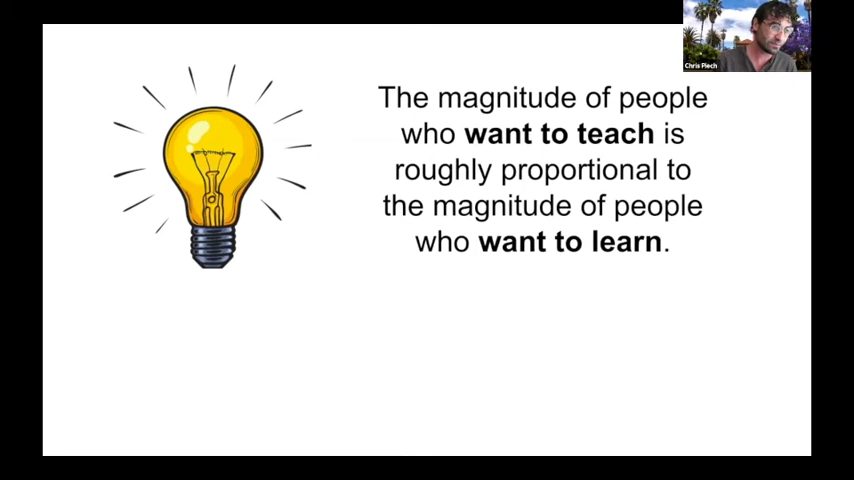 Chris Piech
The magnitude of people
who want to teach is
roughly proportional to
the magnitude of people
who want to learn.